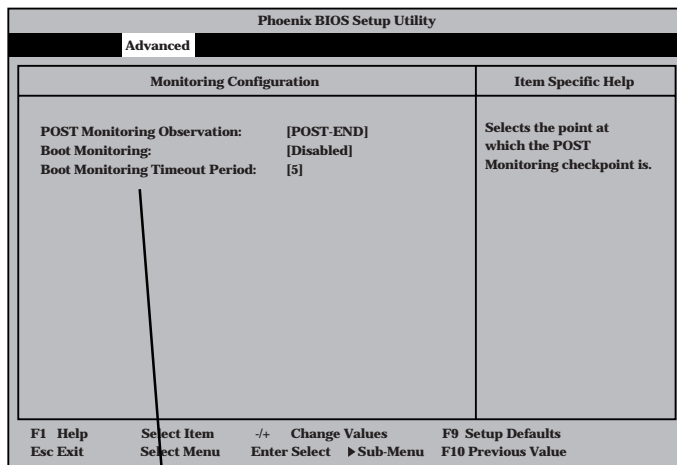 Phoenix BIOS Setup Utility
Advanced
Monitoring Configuration
Item Specific Help
POST Monitoring Observation: [POST-END]
Boot Monitoring: [Disabled]
Boot Monitoring Timeout Period: [5]
Selects the point at
which the POST
Monitoring checkpoint is.
F1 Help Select Item -/+ Change Values F9 Setup Defaults
Esc Exit Select Menu Enter Select ▶Sub-Menu F10 Previous Value